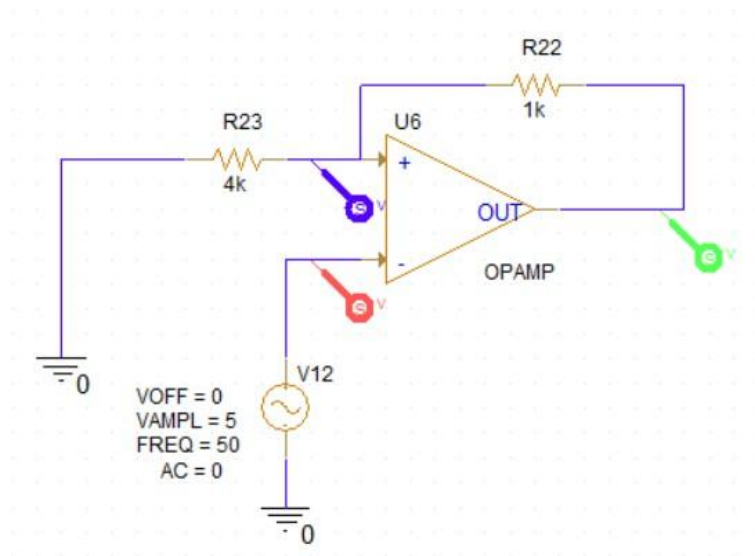 R22
1k
R23
4k
U6
+
V
OUT
-
OPAMP
V
V
0
V12
VOFF = 0
VAMPL = 5
FREQ = 50
AC = 0
0